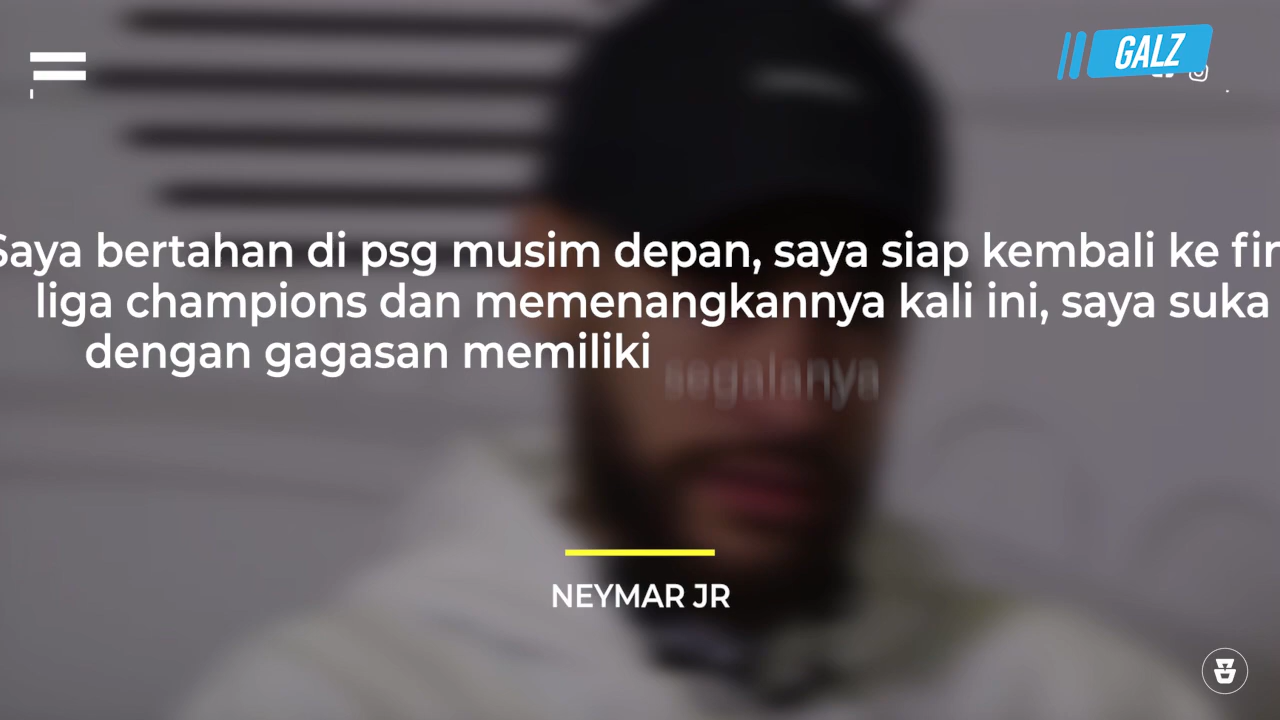 GALZ
Saya bertahan di psg musim depan, saya siap kembali ke fin
liga champions dan memenangkannya kali ini, saya suka
dengan gagasan memiliki segalanya
NEYMAR JR